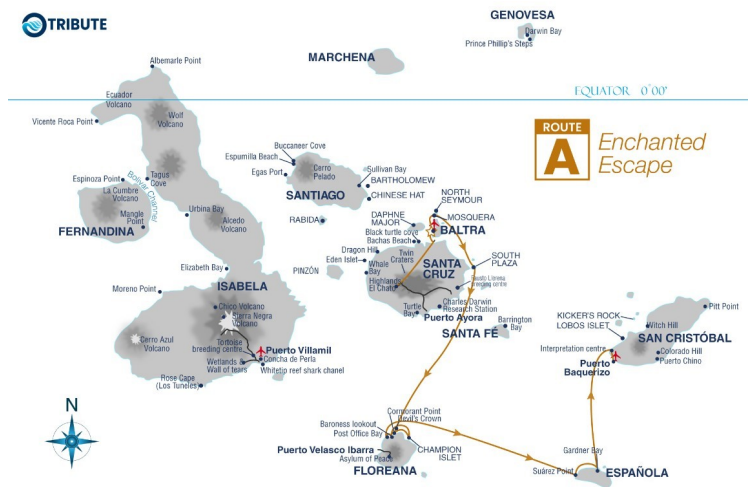 TRIBUTE
GENOVESA
Darwin Bay
Prince Phillip's Steps
MARCHENA
Albemarle Point
EQUATOR 0°00'
Ecuador
Volcano
Wolf
Volcano
Vicente Roca Point
ROUTE
A
Enchanted
Escape
Buccaneer Cove
Espumilla Beach
Cerro
Pelado
Egas Port
Sullivan Bay
BARTHOLOMEW
CHINESE HAT
SANTIAGO
RABIDA
Espinoza Point
Tagus
Cove
Bolivar Channer
La Cumbre
Volcano
Mangle
Point
FERNANDINA
Urbina Bay
Alcedo
Volcano
NORTH
SEYMOUR
MOSQUERA
DAPHNE
MAJOR
BALTRA
Black turtle cove
Bachas Beach
Twin
Craters
Dragon Hill
Eden Islet
Whale
Bay
SANTA
CRUZ
SOUTH
PLAZA
Highlands
El Chato
Charles Darwin
Research Station
Turtle
Bay
Puerto Ayora
PINZÓN
Elizabeth Bay
ISABELA
Moreno Point
Chico Volcano
Sierra Negra
Volcano
Cerro Azul
Volcano
Tortoise
breeding centre
Puerto Villamil
Concha de Perla
Wetlands &
Wall of tears
Whitetip reef shark chanel
Rose Cape
(Los Tuneles)
Barrington
Bay
SANTA FÉ
KICKER'S ROCK
LOBOS ISLET
Pitt Point
Witch Hill
SAN CRISTÓBAL
Interpretation centre
Colorado Hill
Puerto Chino
Puerto
Baquerizo
N
Cormorant Point
Devil's Crown
Baroness lookout
Post Office Bay
Puerto Velasco Ibarra
Asylum of Peace
CHAMPION
ISLET
FLOREANA
Gardner Bay
Suárez Point
ESPAÑOLA